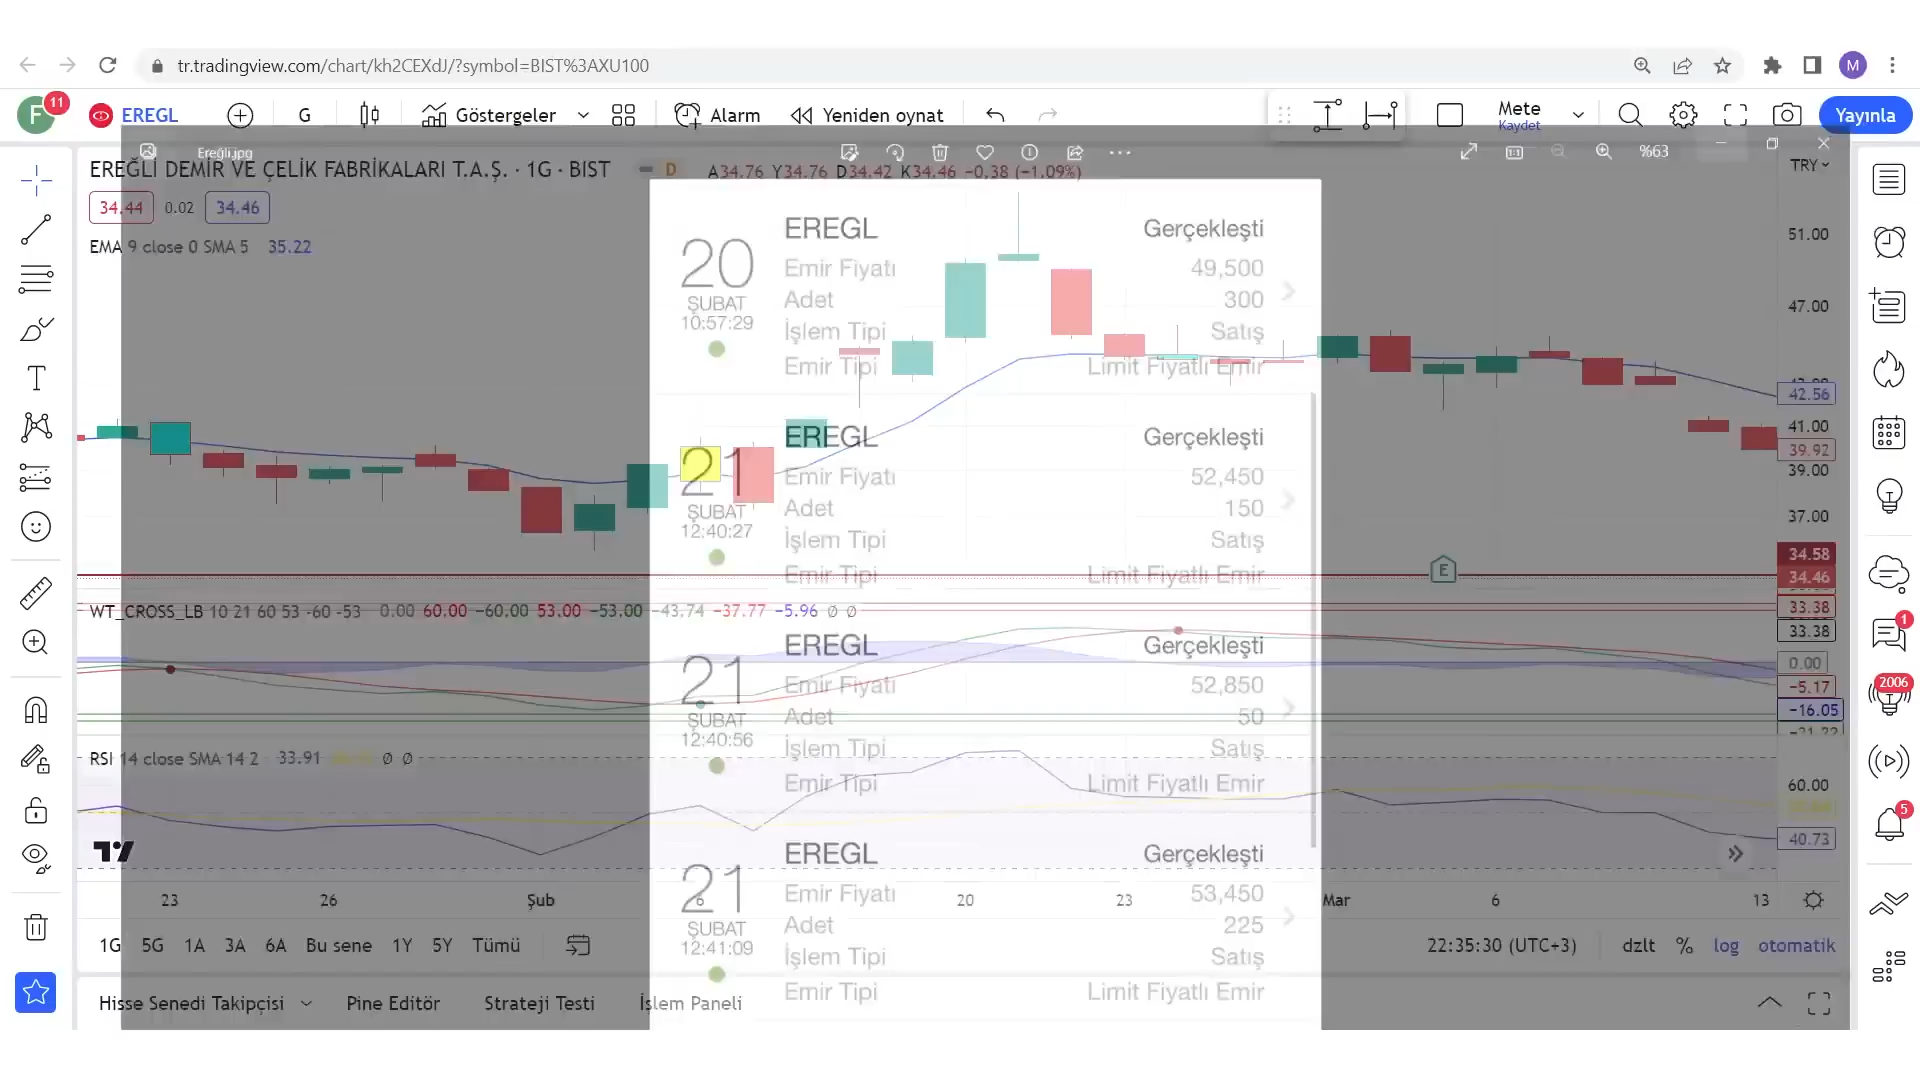 tr.tradingview.com/chart/kh2CEXdJ/?symbol=BIST%3AXU100
M
F 11 EREGL G Göstergeler Alarm Yeniden oynat Mete Kaydet Yayınla
Ereğli.jpg %63
EREĞLİ DEMİR VE ÇELİK FABRİKALARI T.A.Ş. · 1G · BIST D A34.76 Y34.76 D34.42 K34.46 −0.38 (−1.09%) TRY
34.44 0.02 34.46
EMA 9 close 0 SMA 5 35.22
51.00
47.00
42.56
41.00
39.92
39.00
37.00
34.58
34.46
33.38
33.38
0.00
−5.17
−16.05
60.00
40.73
20
ŞUBAT
10:57:29
EREGL Gerçekleşti
Emir Fiyatı 49,500
Adet 300
İşlem Tipi Satış
Emir Tipi Limit Fiyatlı Emir
21
ŞUBAT
12:40:27
EREGL Gerçekleşti
Emir Fiyatı 52,450
Adet 150
İşlem Tipi Satış
Emir Tipi Limit Fiyatlı Emir
E
WT_CROSS_LB 10 21 60 53 -60 -53 0.00 60.00 −60.00 53.00 −53.00 −43.74 −37.77 −5.96 Ø Ø
21
ŞUBAT
12:40:56
EREGL Gerçekleşti
Emir Fiyatı 52,850
Adet 50
İşlem Tipi Satış
Emir Tipi Limit Fiyatlı Emir
RSI 14 close SMA 14 2 33.91 Ø Ø
21
ŞUBAT
12:41:09
EREGL Gerçekleşti
Emir Fiyatı 53,450
Adet 225
İşlem Tipi Satış
Emir Tipi Limit Fiyatlı Emir
23 26 Şub 6 20 23 Mar 6 13
1G 5G 1A 3A 6A Bu sene 1Y 5Y Tümü 22:35:30 (UTC+3) dzlt % log otomatik
Hisse Senedi Takipçisi Pine Editör Strateji Testi İşlem Paneli
1
2006
5